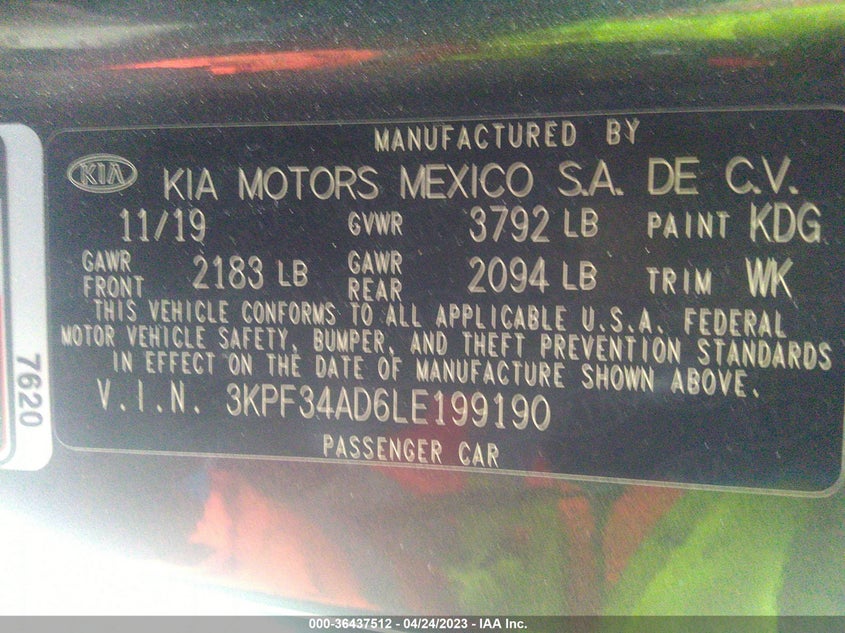 MANUFACTURED BY
KIA KIA MOTORS MEXICO S.A. DE C.V.
11/19 GVWR 3792 LB PAINT KDG
GAWR FRONT 2183 LB GAWR REAR 2094 LB TRIM WK
THIS VEHICLE CONFORMS TO ALL APPLICABLE U.S.A. FEDERAL
MOTOR VEHICLE SAFETY, BUMPER, AND THEFT PREVENTION STANDARDS
IN EFFECT ON THE DATE OF MANUFACTURE SHOWN ABOVE.
V.I.N. 3KPF34AD6LE199190
PASSENGER CAR
7620
000-36437512 - 04/24/2023 - IAA Inc.